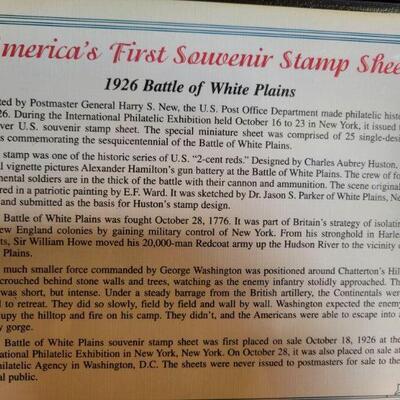 America's First Souvenir Stamp Shee
1926 Battle of White Plains
ted by Postmaster General Harry S. New, the U.S. Post Office Department made philatelic histo
26. During the International Philatelic Exhibition held October 16 to 23 in New York, it issued t
ver U.S. souvenir stamp sheet. The special miniature sheet was comprised of 25 single-desi
s commemorating the sesquicentennial of the Battle of White Plains.
stamp was one of the historic series of U.S. "2-cent reds." Designed by Charles Aubrey Huston,
l vignette pictures Alexander Hamilton's gun battery at the Battle of White Plains. The crew of fo
nental soldiers are in the thick of the battle with their cannon and ammunition. The scene original
red in a patriotic painting by E.F. Ward. It was sketched by Dr. Jason S. Parker of White Plains, Ne
and submitted as the basis for Huston's stamp design.
Battle of White Plains was fought October 28, 1776. It was part of Britain's strategy of isolatin
ew England colonies by gaining military control of New York. From his stronghold in Harle
ts, Sir William Howe moved his 20,000-man Redcoat army up the Hudson River to the vicinity o
Plains.
much smaller force commanded by George Washington was positioned around Chatterton's Hil
crouched behind stone walls and trees, watching as the enemy infantry stolidly approached. Th
was short, but intense. Under a steady barrage from the British artillery, the Continentals wer
d to retreat. They did so slowly, field by field and wall by wall. Washington expected the enem
cupy the hilltop and fire on his camp. They didn't, and the Americans were able to escape into a
y gorge.
Battle of White Plains souvenir stamp sheet was first placed on sale October 18, 1926 at the
national Philatelic Exhibition in New York, New York. On October 28, it was also placed on sale at
hilatelic Agency in Washington, D.C. The sheets were never issued to postmasters for sale to the
al public.